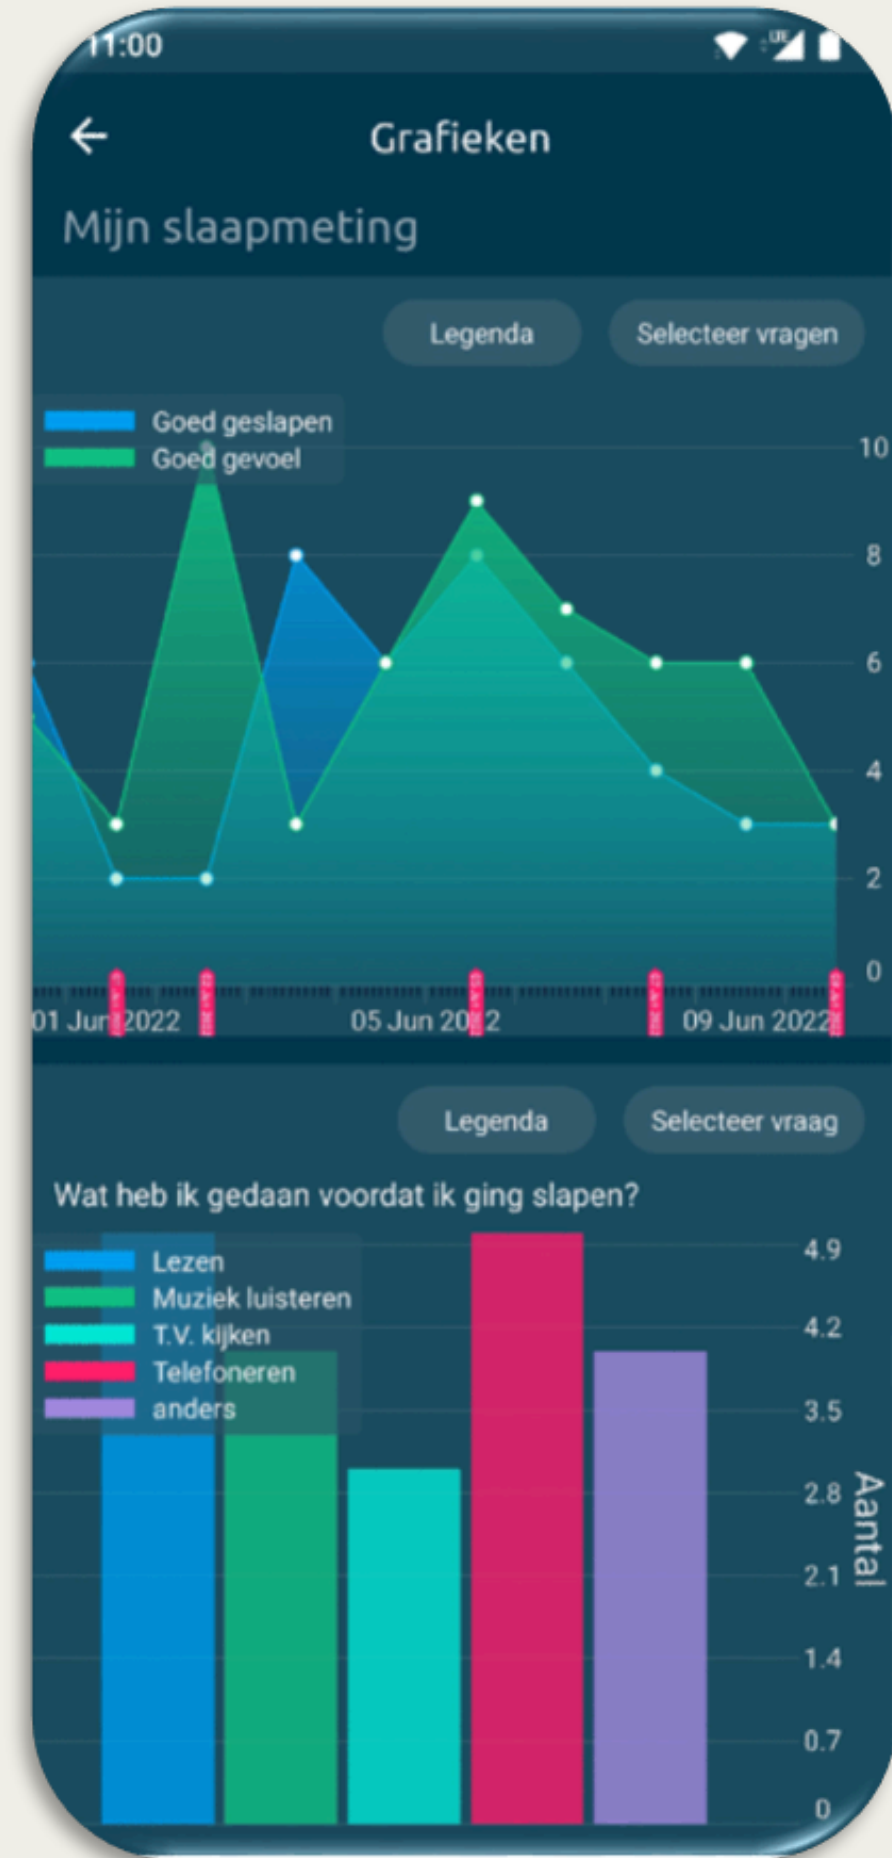 11:00
LTE
Grafieken
Mijn slaapmeting
Legenda
Selecteer vragen
Goed geslapen
Goed gevoel
10
8
6
4
2
0
01 Jun 2022
05 Jun 2022
09 Jun 2022
Legenda
Selecteer vraag
Wat heb ik gedaan voordat ik ging slapen?
Lezen
Muziek luisteren
T.V. kijken
Telefoneren
anders
4.9
4.2
3.5
2.8
2.1
1.4
0.7
0
Aantal